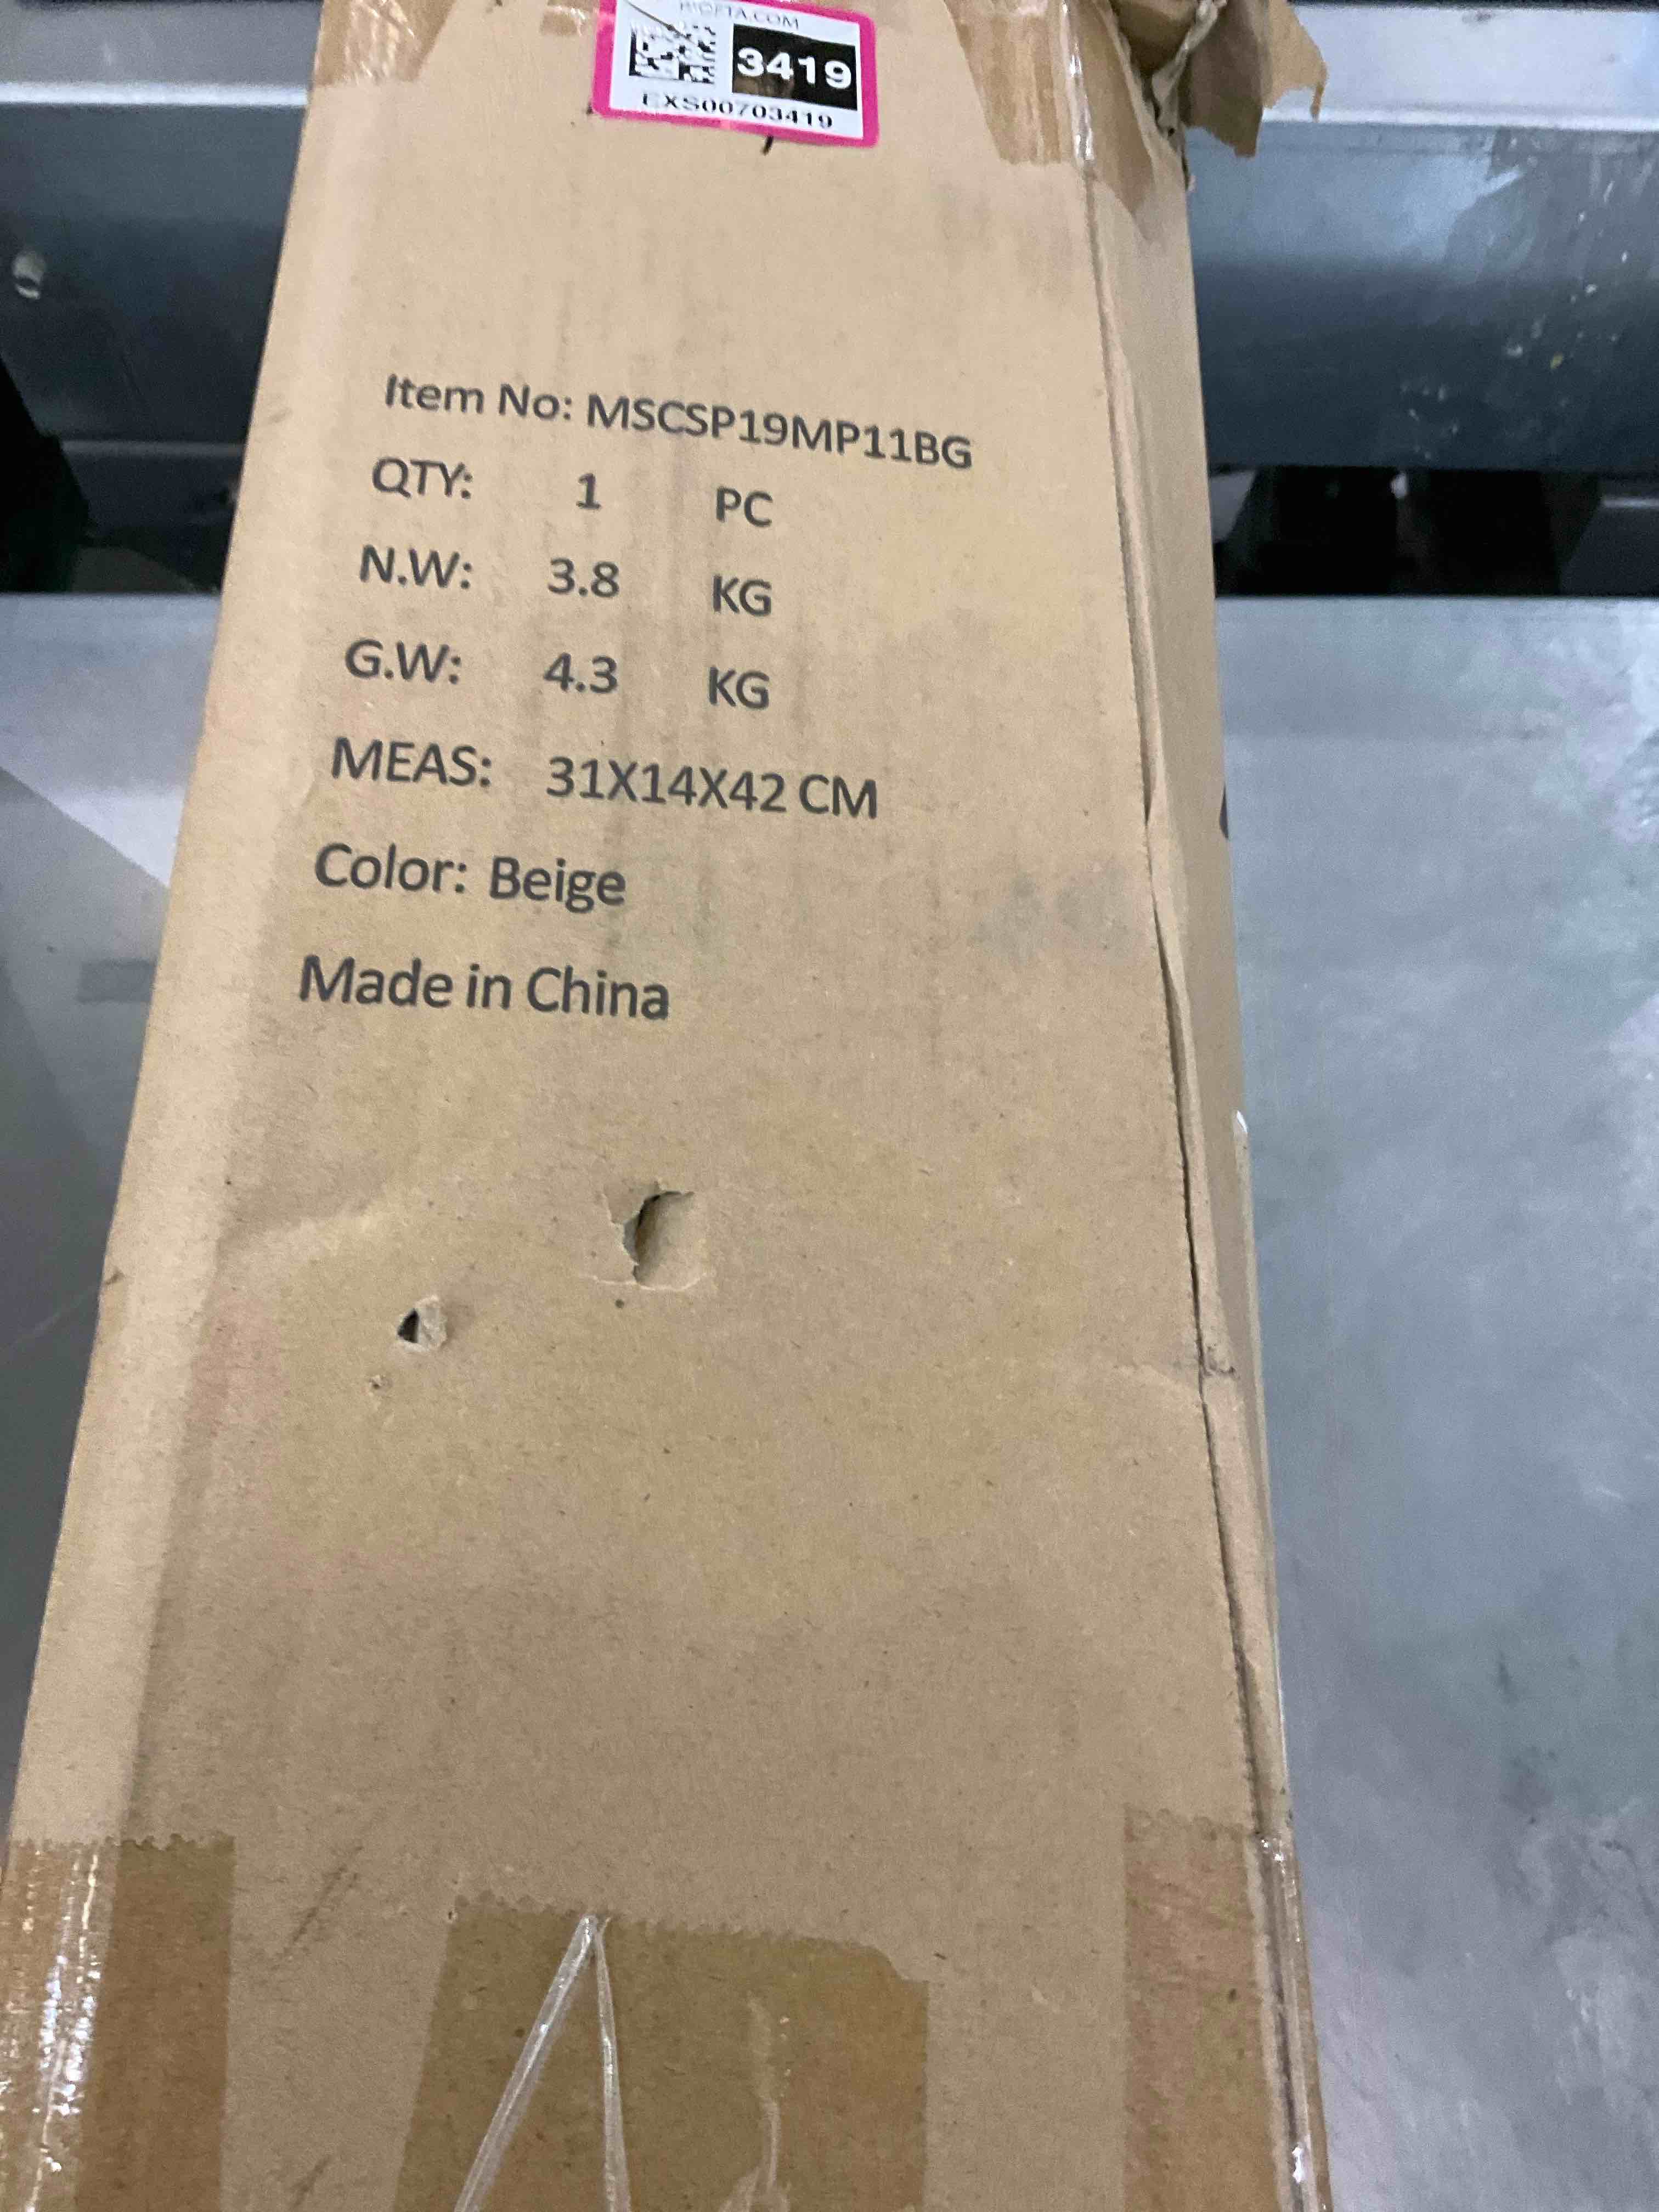 3419
EXS00703419
Item No: MSCSP19MP11BG
QTY: 1 PC
N.W: 3.8 KG
G.W: 4.3 KG
MEAS: 31X14X42 CM
Color: Beige
Made in China